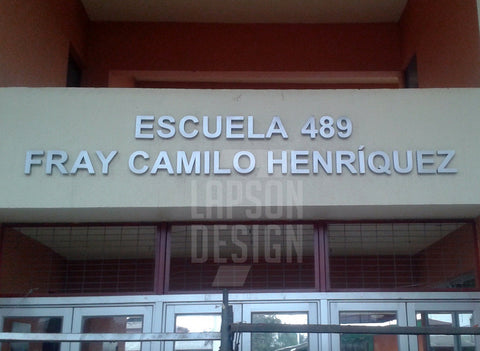 ESCUELA 489
FRAY CAMILO HENRÍQUEZ
LAPSON
DESIGN